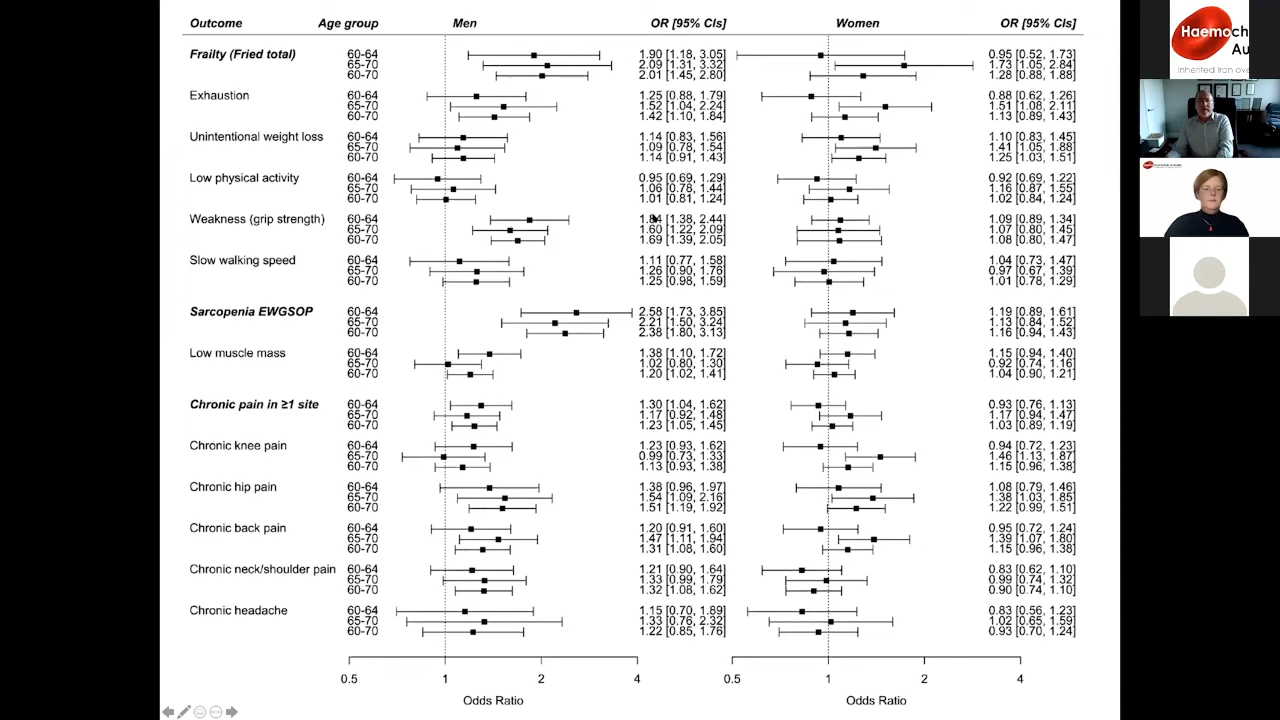 Outcome Age group Men OR [95% CIs] Women OR [95% CIs]
Frailty (Fried total) 60-64 1.90 [1.18, 3.05] 0.95 [0.52, 1.73]
65-70 2.09 [1.31, 3.32] 1.73 [1.05, 2.84]
60-70 2.01 [1.45, 2.80] 1.28 [0.88, 1.88]
Exhaustion 60-64 1.25 [0.88, 1.79] 0.88 [0.62, 1.26]
65-70 1.52 [1.04, 2.24] 1.51 [1.08, 2.11]
60-70 1.42 [1.10, 1.84] 1.13 [0.89, 1.43]
Unintentional weight loss 60-64 1.14 [0.83, 1.56] 1.10 [0.83, 1.45]
65-70 1.09 [0.78, 1.54] 1.41 [1.05, 1.88]
60-70 1.14 [0.91, 1.43] 1.25 [1.03, 1.51]
Low physical activity 60-64 0.95 [0.69, 1.29] 0.92 [0.69, 1.22]
65-70 1.06 [0.78, 1.44] 1.16 [0.87, 1.55]
60-70 1.01 [0.81, 1.24] 1.02 [0.84, 1.24]
Weakness (grip strength) 60-64 1.84 [1.38, 2.44] 1.09 [0.89, 1.34]
65-70 1.60 [1.22, 2.09] 1.07 [0.80, 1.45]
60-70 1.69 [1.39, 2.05] 1.08 [0.80, 1.47]
Slow walking speed 60-64 1.11 [0.77, 1.58] 1.04 [0.73, 1.47]
65-70 1.26 [0.90, 1.76] 0.97 [0.67, 1.39]
60-70 1.25 [0.98, 1.59] 1.01 [0.78, 1.29]
Sarcopenia EWGSOP 60-64 2.58 [1.73, 3.85] 1.19 [0.89, 1.61]
65-70 2.21 [1.50, 3.24] 1.13 [0.84, 1.52]
60-70 2.38 [1.80, 3.13] 1.16 [0.94, 1.43]
Low muscle mass 60-64 1.38 [1.10, 1.72] 1.15 [0.94, 1.40]
65-70 [0.80, 1.30] 0.92 [0.74, 1.16]
60-70 1.20 [1.02, 1.41] 1.04 [0.90, 1.21]
Chronic pain in ≥1 site 60-64 1.30 [1.04, 1.62] 0.93 [0.76, 1.13]
65-70 1.17 [0.92, 1.48] 1.17 [0.94, 1.47]
60-70 1.23 [1.05, 1.45] 1.03 [0.89, 1.19]
Chronic knee pain 60-64 1.23 [0.93, 1.62] 0.94 [0.72, 1.23]
65-70 0.99 [0.73, 1.33] 1.46 [1.13, 1.87]
60-70 1.13 [0.93, 1.38] 1.15 [0.96, 1.38]
Chronic hip pain 60-64 1.38 [0.96, 1.97] 1.08 [0.79, 1.46]
65-70 1.54 [1.09, 2.16] 1.38 [1.03, 1.85]
60-70 1.51 [1.19, 1.92] 1.22 [0.99, 1.51]
Chronic back pain 60-64 1.20 [0.91, 1.60] 0.95 [0.72, 1.24]
65-70 1.47 [1.11, 1.94] 1.39 [1.07, 1.80]
60-70 1.31 [1.08, 1.60] 1.15 [0.96, 1.38]
Chronic neck/shoulder pain 60-64 1.21 [0.90, 1.64] 0.83 [0.62, 1.10]
65-70 1.33 [0.99, 1.79] 0.99 [0.74, 1.32]
60-70 1.32 [1.08, 1.62] 0.90 [0.74, 1.10]
Chronic headache 60-64 1.15 [0.70, 1.89] 0.83 [0.56, 1.23]
65-70 1.33 [0.76, 2.32] 1.02 [0.65, 1.59]
60-70 1.22 [0.85, 1.76] 0.93 [0.70, 1.24]
0.5 1 2 4 0.5 1 2 4
Odds Ratio Odds Ratio
Haemoch
Au
Inherited iron ove